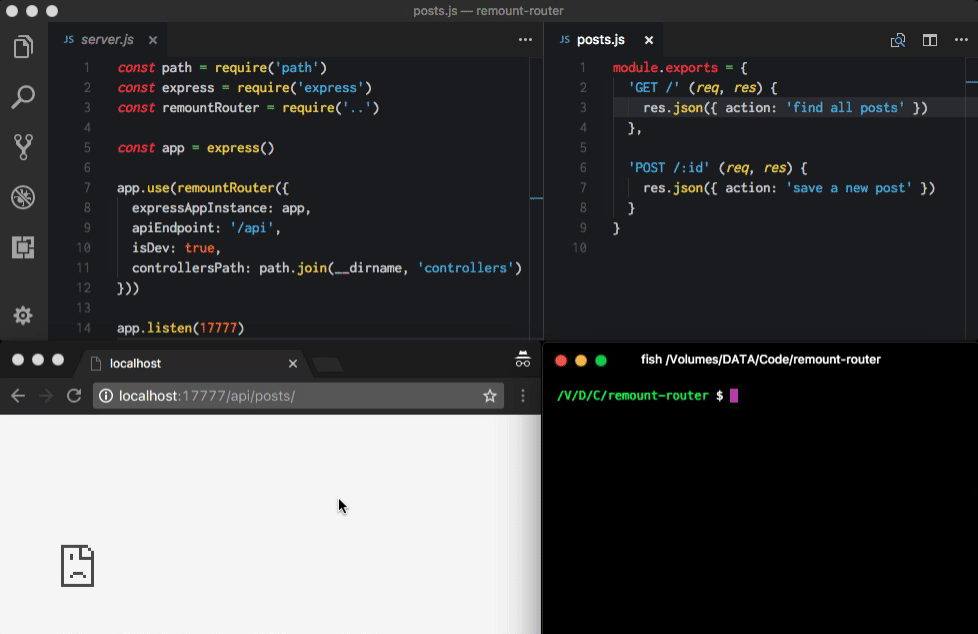 posts.js — remount-router
JS server.js ×
1 const path = require('path')
2 const express = require('express')
3 const remountRouter = require('..')
4
5 const app = express()
6
7 app.use(remountRouter({
8 expressAppInstance: app,
9 apiEndpoint: '/api',
10 isDev: true,
11 controllersPath: path.join(__dirname, 'controllers')
12 }))
13
14 app.listen(17777)
JS posts.js ×
1 module.exports = {
2 'GET /' (req, res) {
3 res.json({ action: 'find all posts' })
4 },
5
6 'POST /:id' (req, res) {
7 res.json({ action: 'save a new post' })
8 }
9 }
10
localhost
localhost:17777/api/posts/
fish /Volumes/DATA/Code/remount-router
/V/D/C/remount-router $